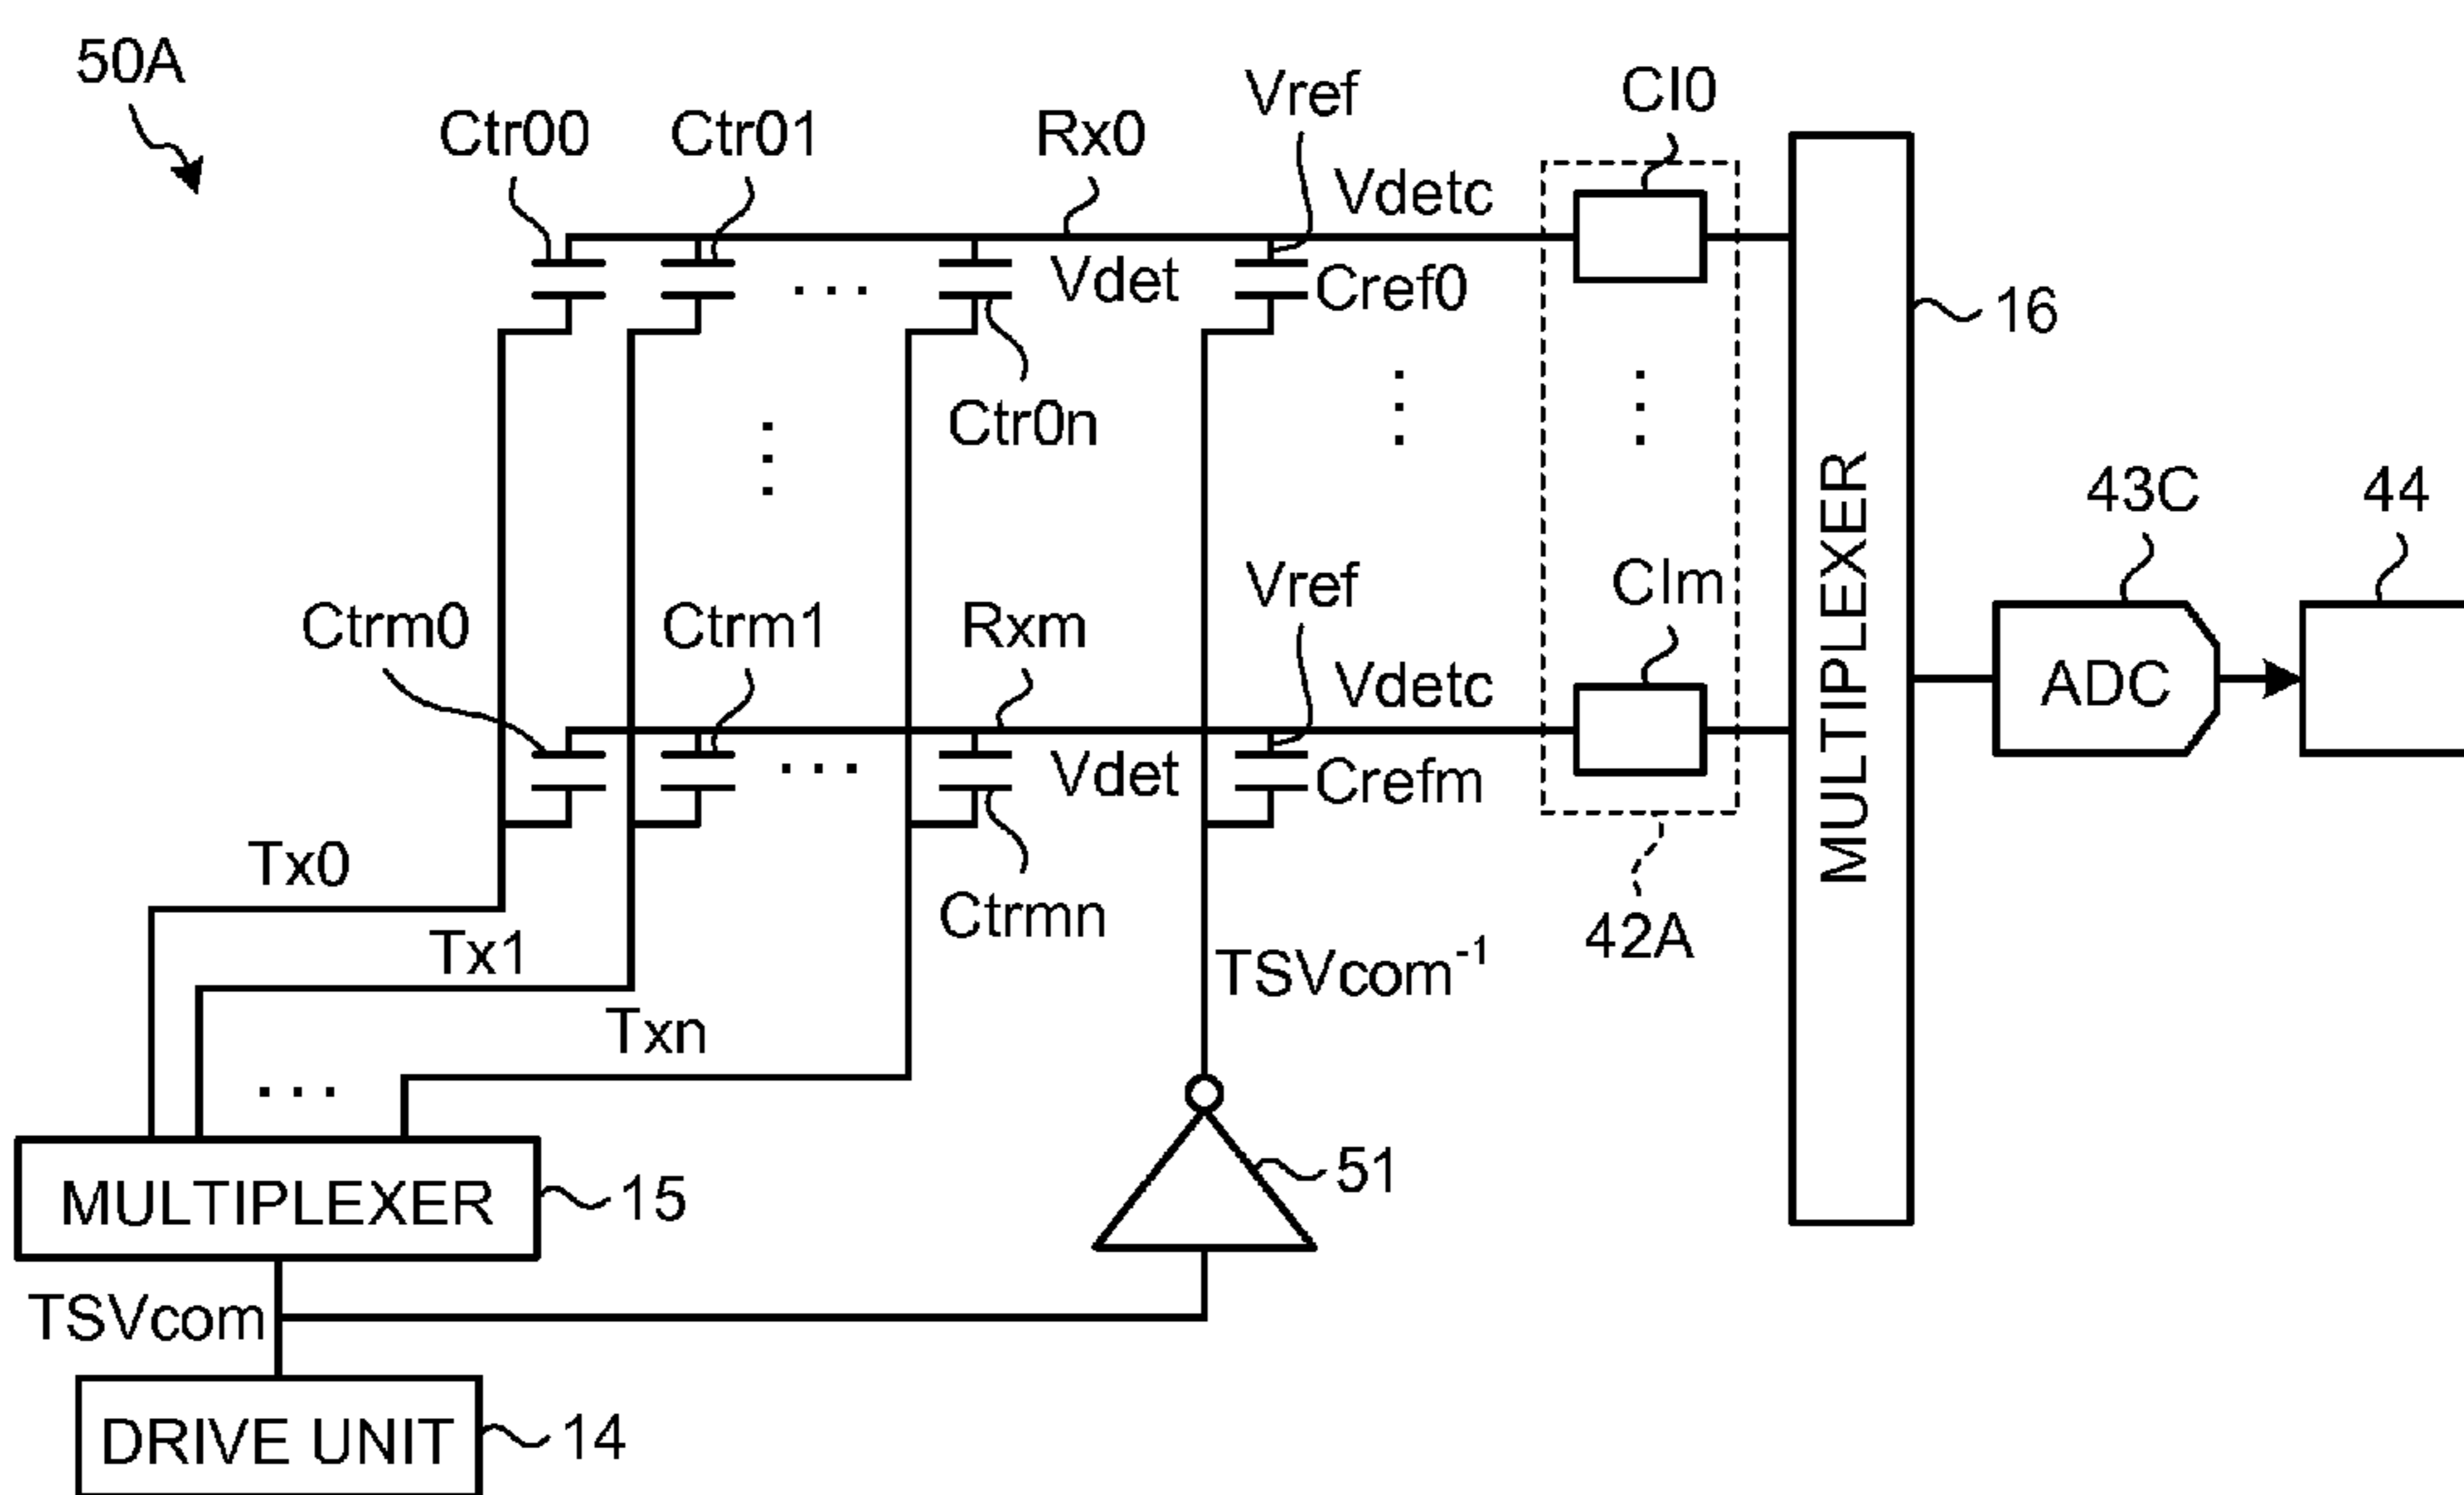 50A
Ctr00
Ctr01
Rx0
Vref
CI0
Vdetc
Vdet
Cref0
16
Ctr0n
43C
44
Ctrm0
Ctrm1
Rxm
Vref
CIm
Vdetc
MULTIPLEXER
ADC
Vdet
Crefm
Tx0
Ctrmn
42A
Tx1
TSVcom⁻¹
Txn
51
MULTIPLEXER
15
TSVcom
DRIVE UNIT
14